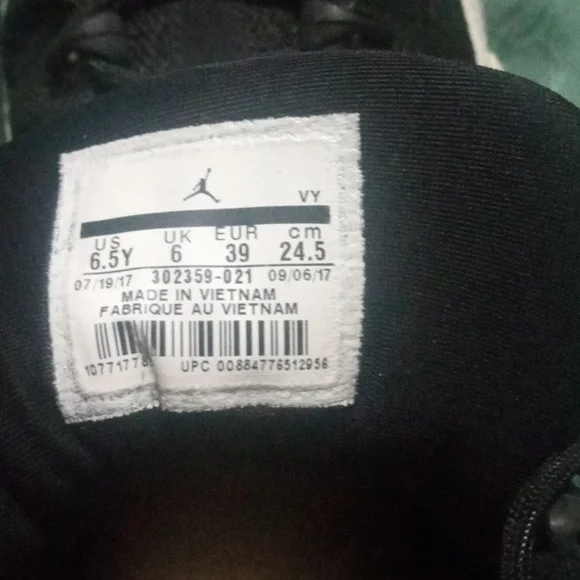 VY
US UK EUR cm
6.5Y 6 39 24.5
07/19/17 302359-021 09/06/17
MADE IN VIETNAM
FABRIQUE AU VIETNAM
UPC 00884776512956